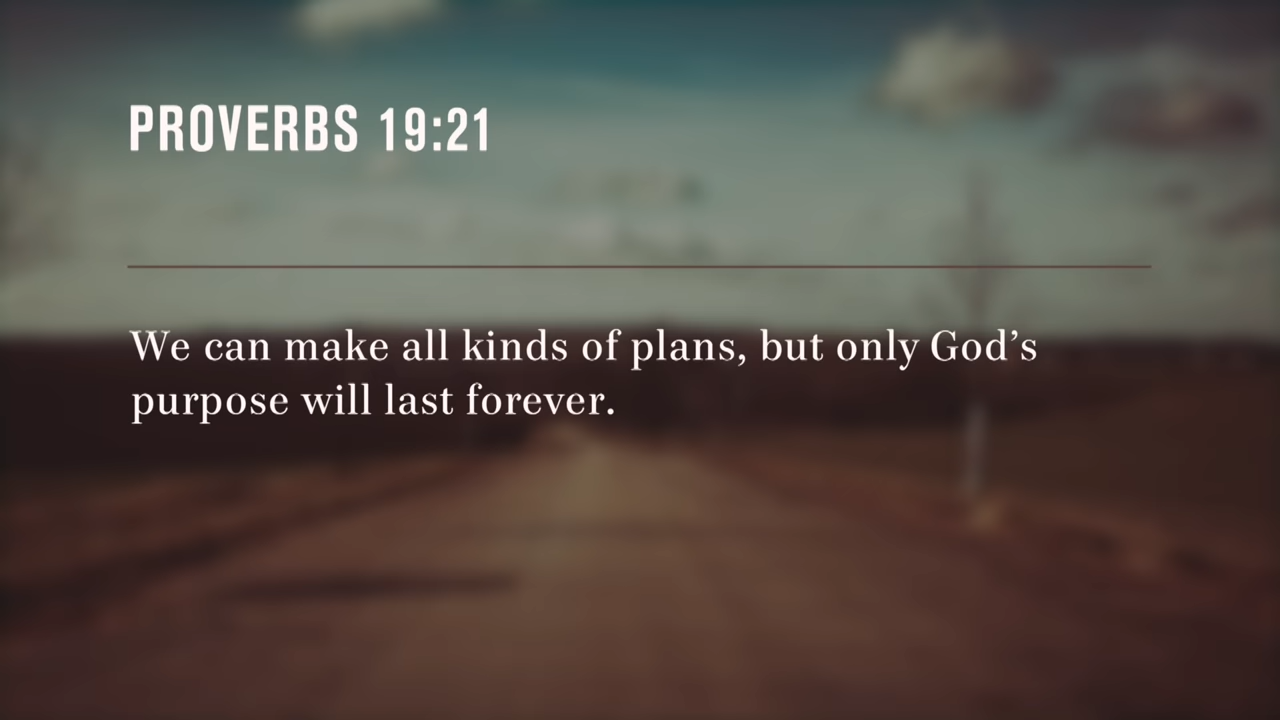 PROVERBS 19:21
We can make all kinds of plans, but only God’s
purpose will last forever.